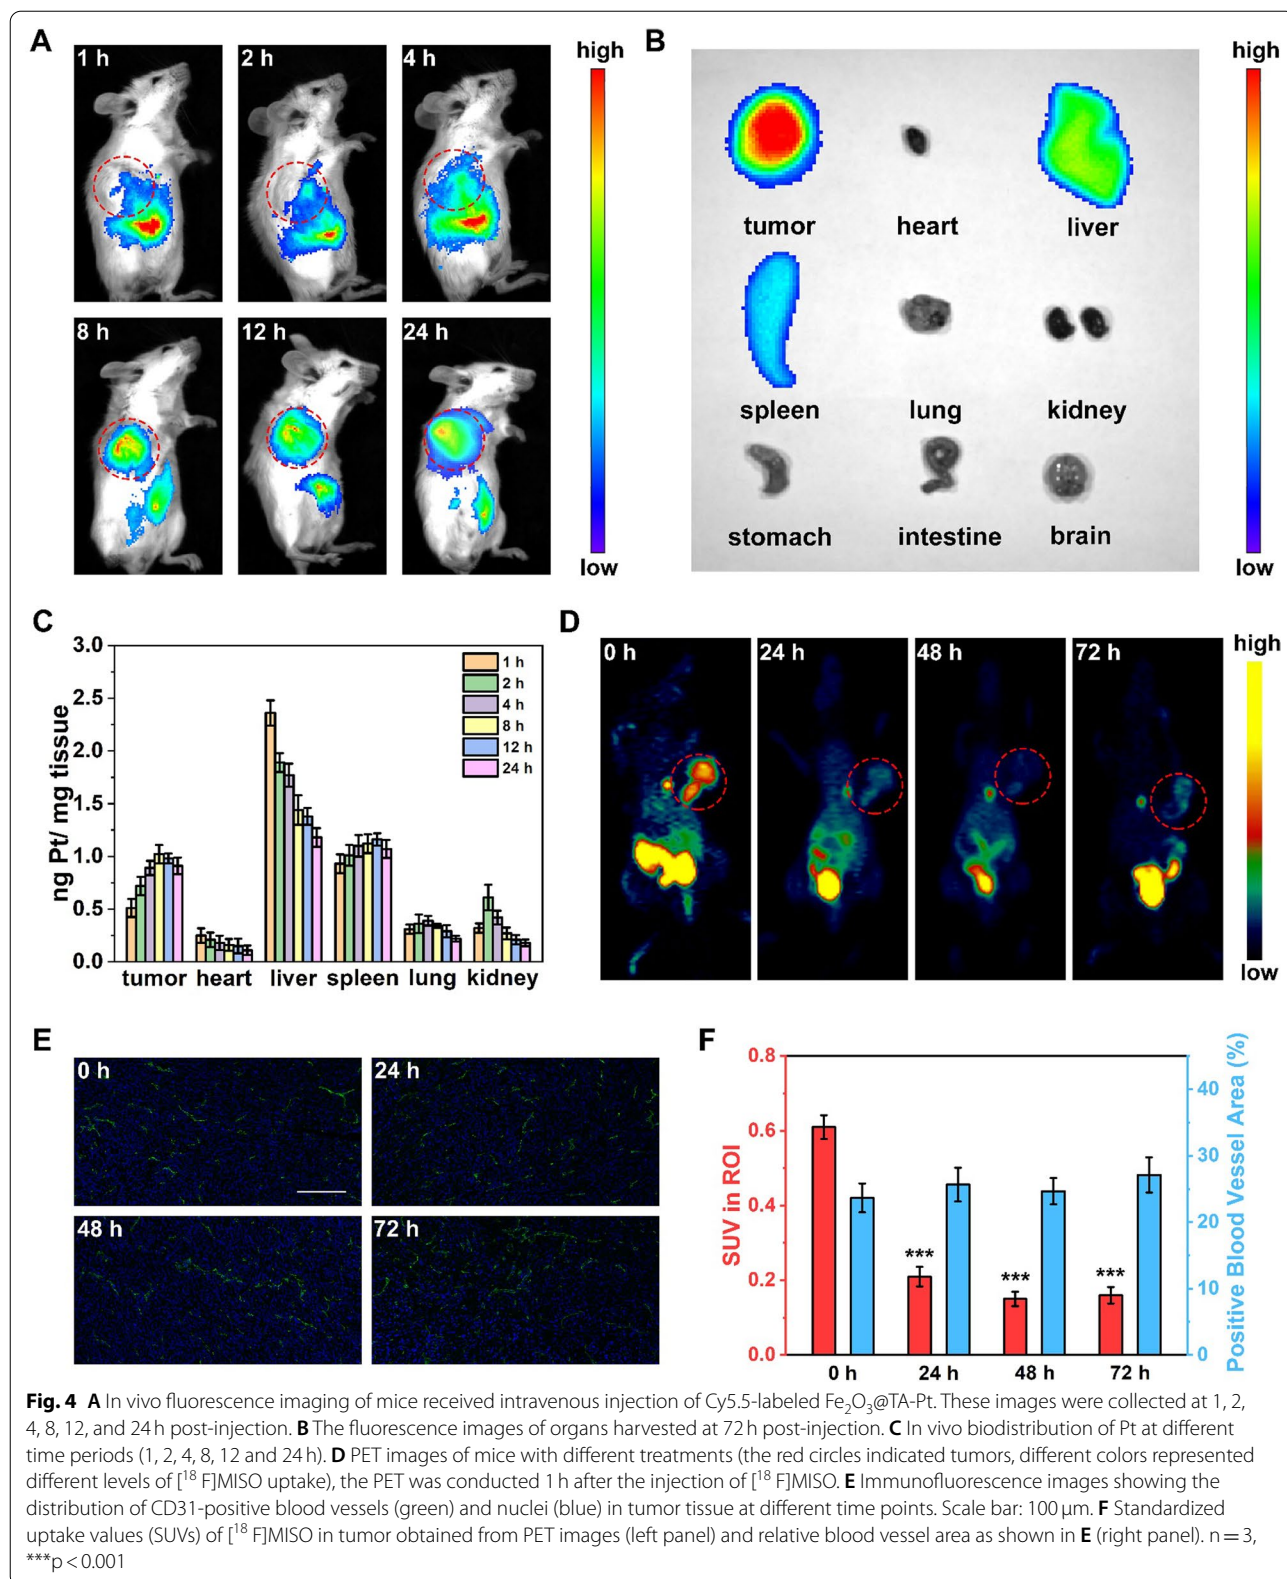 A
1 h
2 h
4 h
high
8 h
12 h
24 h
low
B
high
tumor
heart
liver
spleen
lung
kidney
stomach
intestine
brain
low
C
ng Pt/ mg tissue
3.0
2.5
2.0
1.5
1.0
0.5
0.0
1 h
2 h
4 h
8 h
12 h
24 h
tumor heart liver spleen lung kidney
D
0 h
24 h
48 h
72 h
high
low
E
0 h
24 h
48 h
72 h
F
SUV in ROI
0.8
0.6
0.4
0.2
0.0
***
***
***
0 h 24 h 48 h 72 h
40
30
20
10
0
Positive Blood Vessel Area (%)
Fig. 4 A In vivo fluorescence imaging of mice received intravenous injection of Cy5.5-labeled Fe₂O₃@TA-Pt. These images were collected at 1, 2,
4, 8, 12, and 24 h post-injection. B The fluorescence images of organs harvested at 72 h post-injection. C In vivo biodistribution of Pt at different
time periods (1, 2, 4, 8, 12 and 24 h). D PET images of mice with different treatments (the red circles indicated tumors, different colors represented
different levels of [¹⁸ F]MISO uptake), the PET was conducted 1 h after the injection of [¹⁸ F]MISO. E Immunofluorescence images showing the
distribution of CD31-positive blood vessels (green) and nuclei (blue) in tumor tissue at different time points. Scale bar: 100 μm. F Standardized
uptake values (SUVs) of [¹⁸ F]MISO in tumor obtained from PET images (left panel) and relative blood vessel area as shown in E (right panel). n = 3,
***p < 0.001